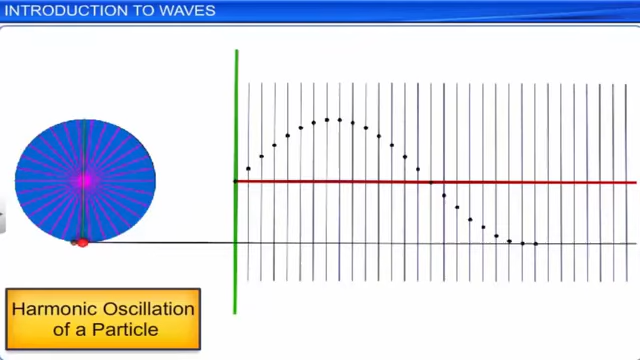 INTRODUCTION TO WAVES
Harmonic Oscillation
of a Particle